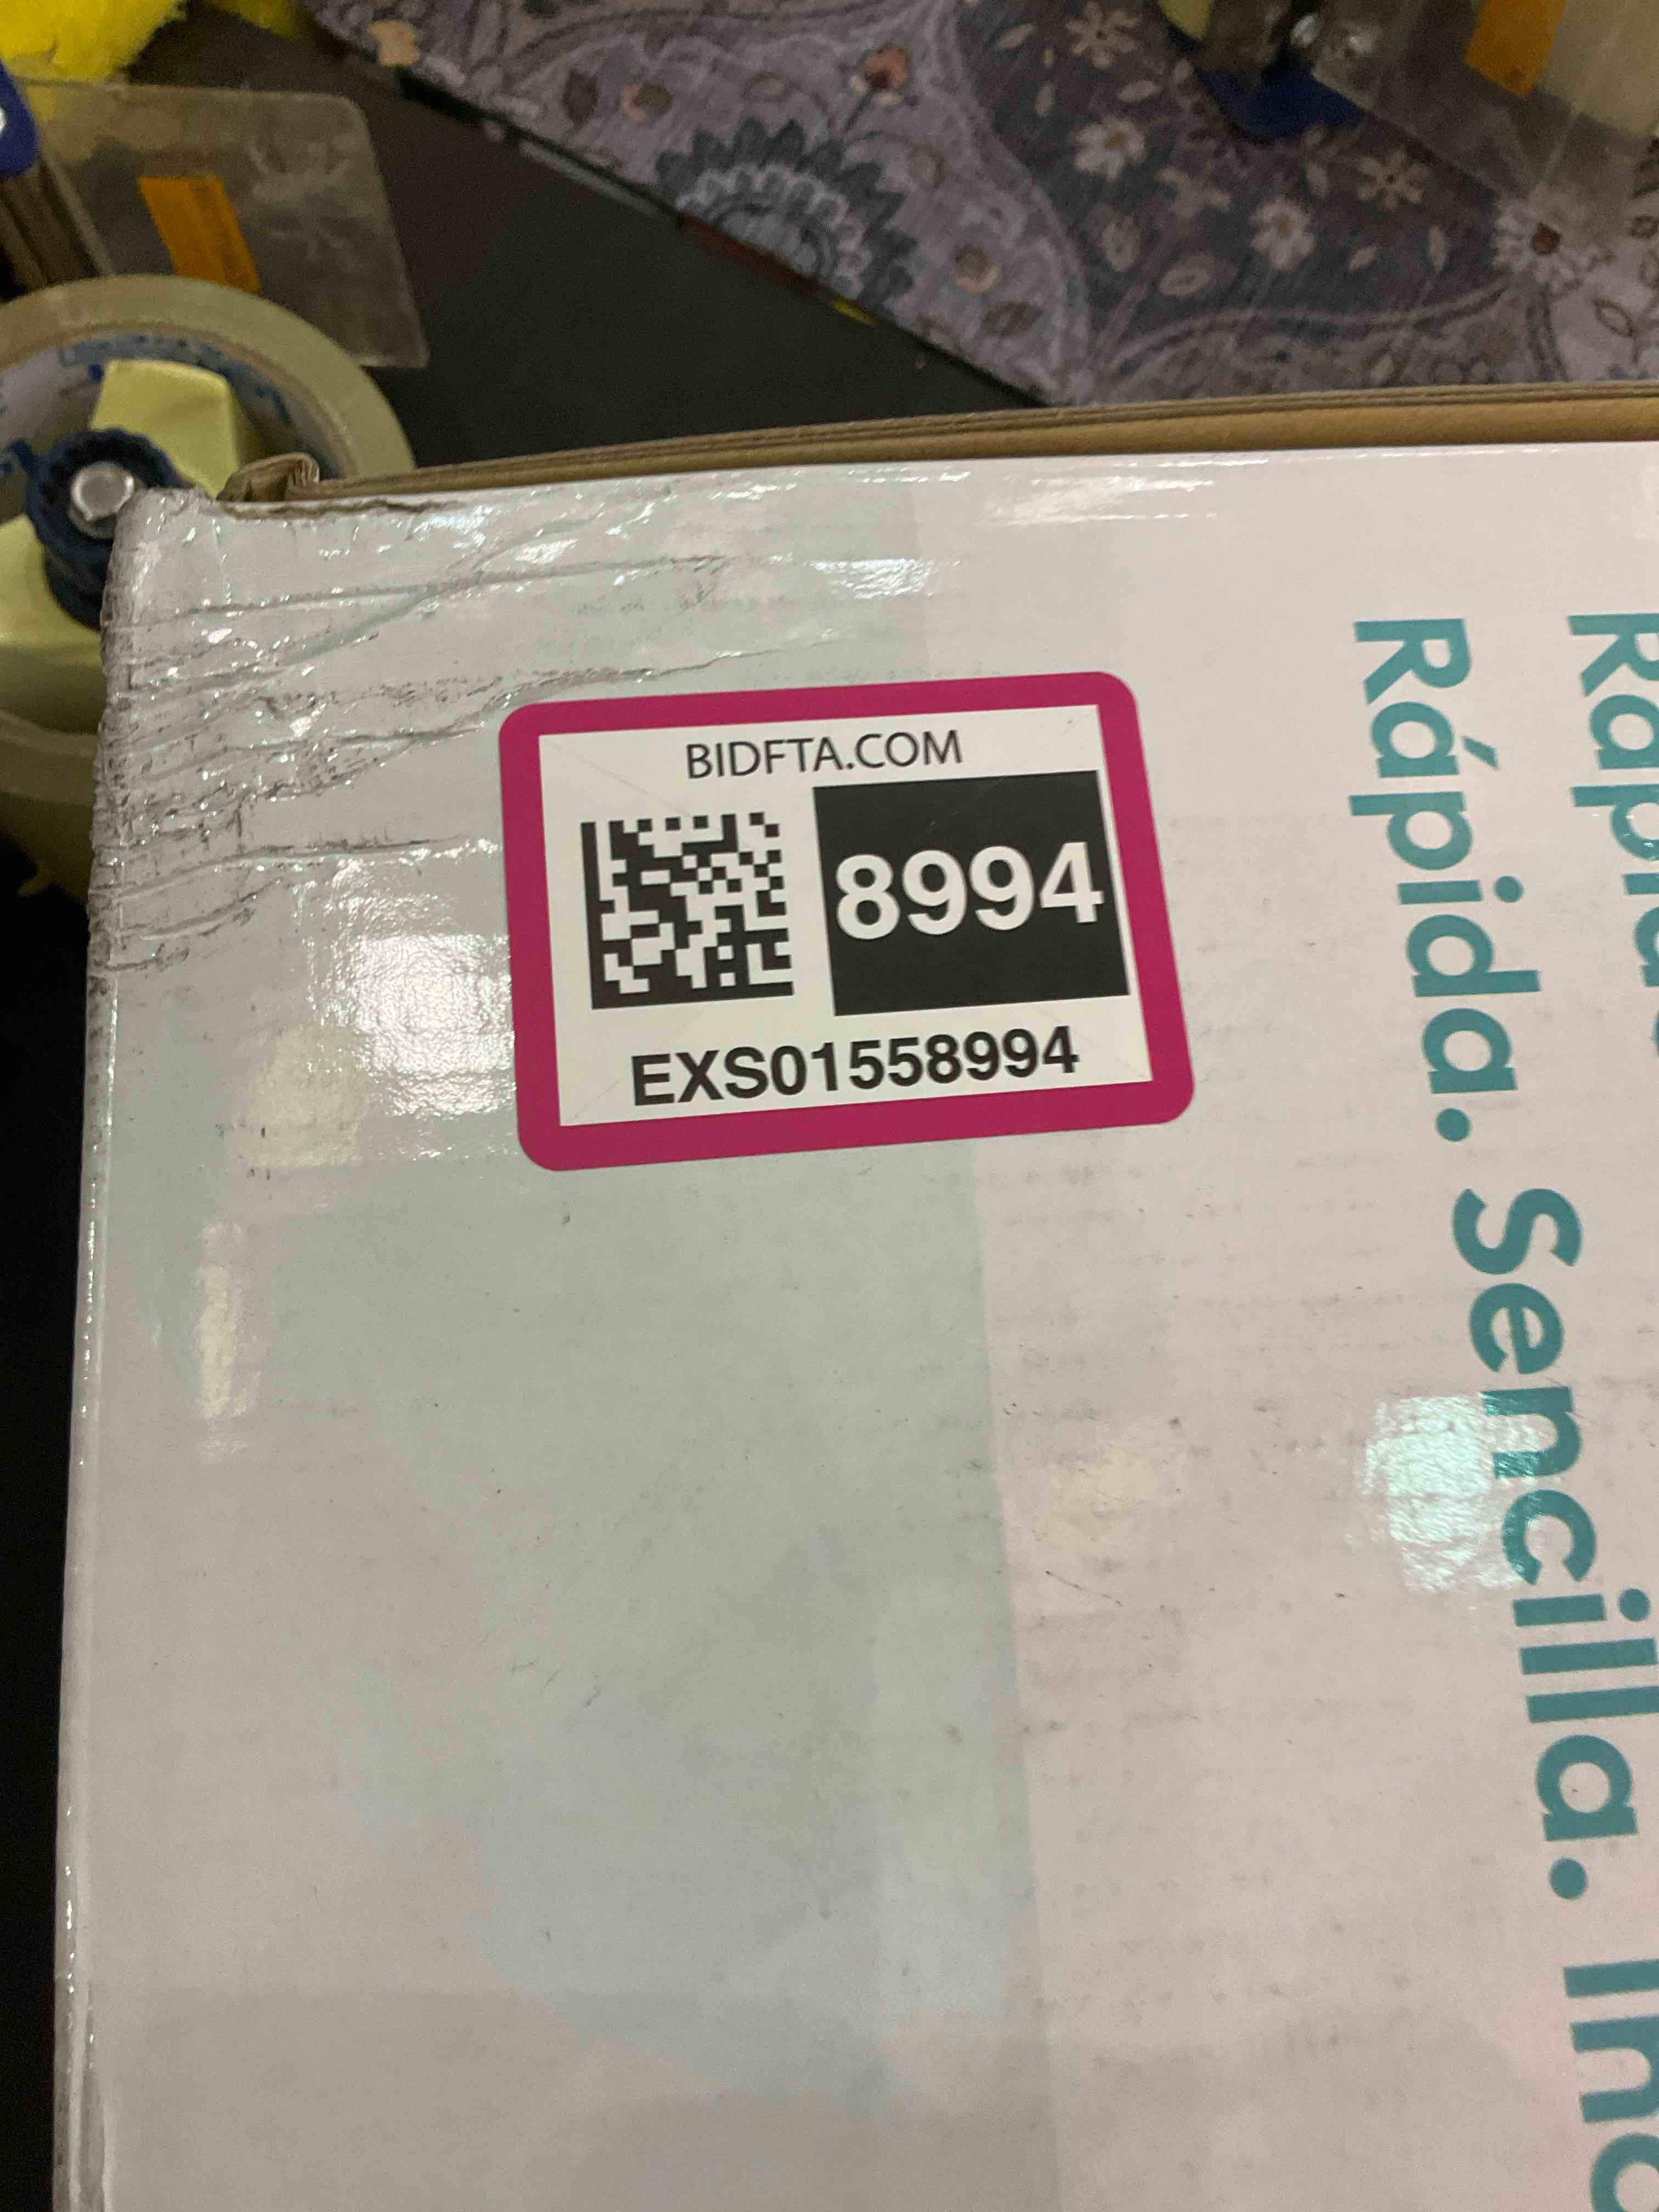 BIDFTA.COM
8994
EXS01558994
Rápida. Sencilla.